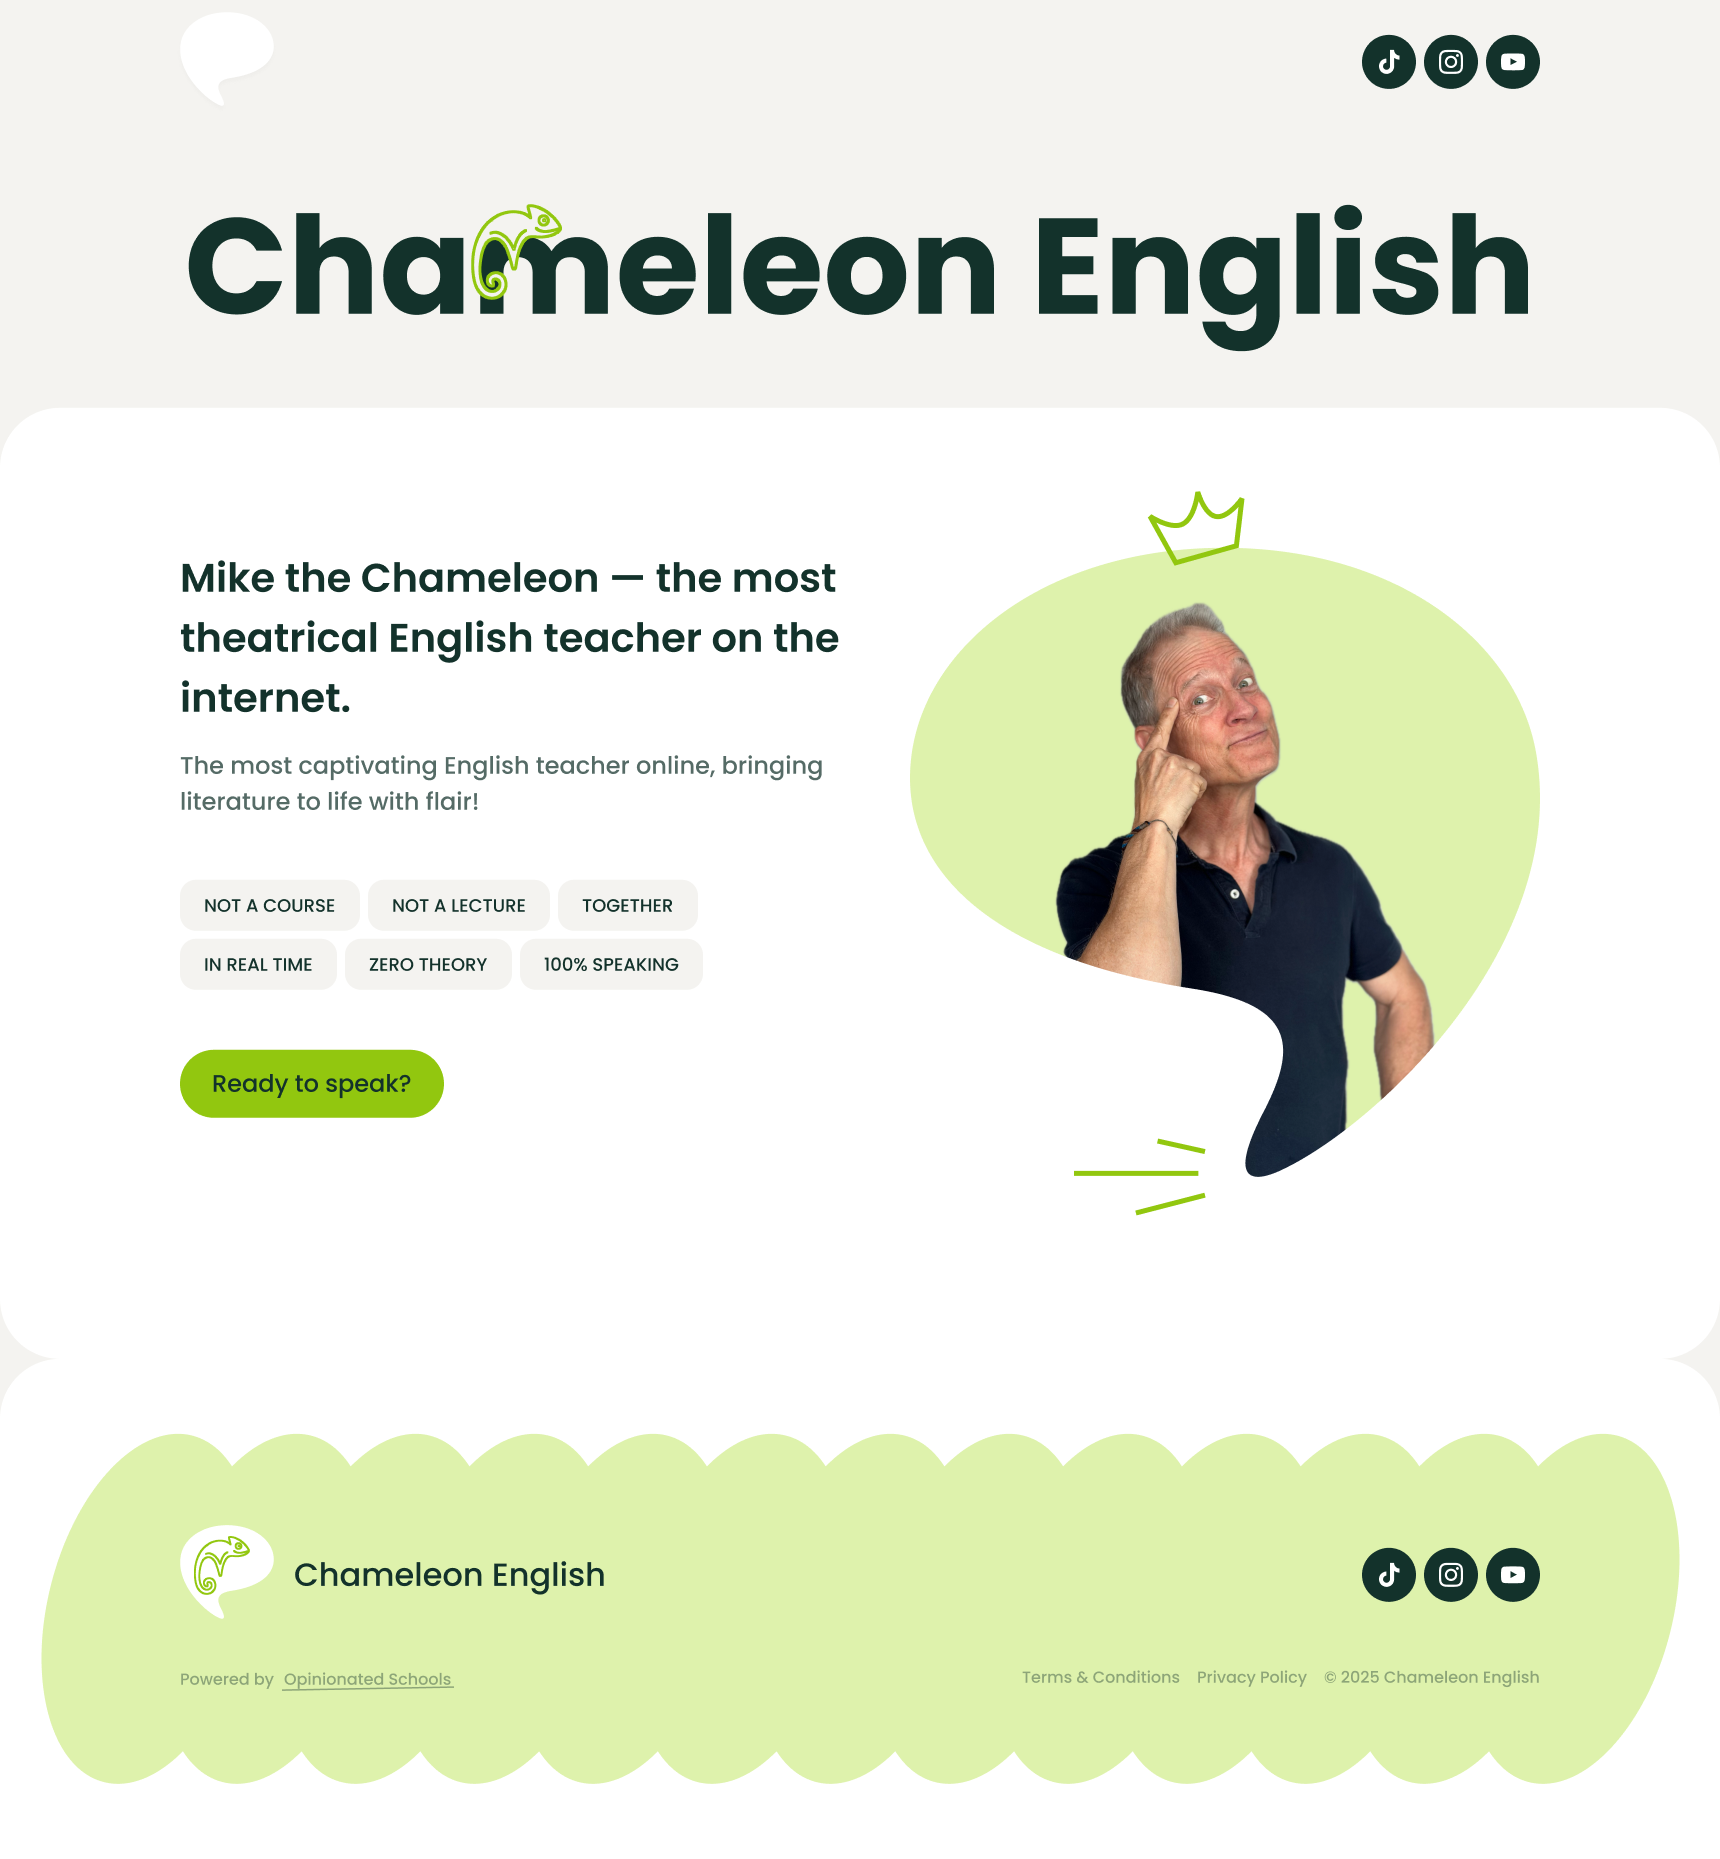 Chameleon English
Mike the Chameleon — the most
theatrical English teacher on the
internet.
The most captivating English teacher online, bringing
literature to life with flair!
NOT A COURSE
NOT A LECTURE
TOGETHER
IN REAL TIME
ZERO THEORY
100% SPEAKING
Ready to speak?
Chameleon English
Powered by Opinionated Schools
Terms & Conditions
Privacy Policy
© 2025 Chameleon English